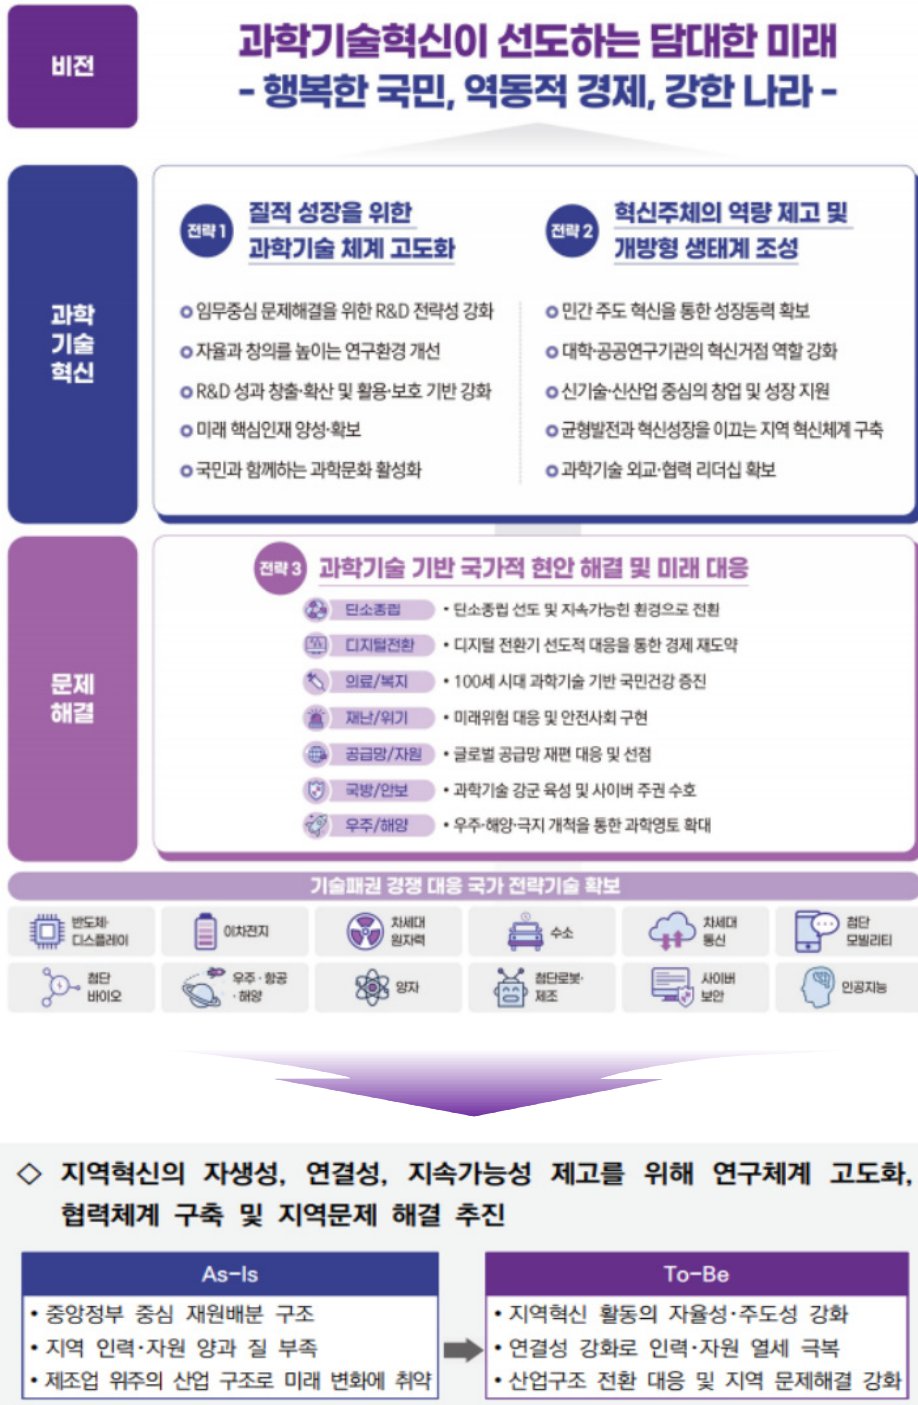 비전
과학기술혁신이 선도하는 담대한 미래
- 행복한 국민, 역동적 경제, 강한 나라 -
과학
기술
혁신
전략 1
질적 성장을 위한
과학기술 체계 고도화
임무중심 문제해결을 위한 R&D 전략성 강화
자율과 창의를 높이는 연구환경 개선
R&D 성과 창출·확산 및 활용·보호 기반 강화
미래 핵심인재 양성·확보
국민과 함께하는 과학문화 활성화
전략 2
혁신주체의 역량 제고 및
개방형 생태계 조성
민간 주도 혁신을 통한 성장동력 확보
대학·공공연구기관의 혁신거점 역할 강화
신기술·신산업 중심의 창업 및 성장 지원
균형발전과 혁신성장을 이끄는 지역 혁신체계 구축
과학기술 외교·협력 리더십 확보
문제
해결
전략 3
과학기술 기반 국가적 현안 해결 및 미래 대응
탄소중립 • 탄소중립 선도 및 지속가능한 환경으로 전환
디지털전환 • 디지털 전환기 선도적 대응을 통한 경제 재도약
의료/복지 • 100세 시대 과학기술 기반 국민건강 증진
재난/위기 • 미래위험 대응 및 안전사회 구현
공급망/자원 • 글로벌 공급망 재편 대응 및 선점
국방/안보 • 과학기술 강군 육성 및 사이버 주권 수호
우주/해양 • 우주·해양·극지 개척을 통한 과학영토 확대
기술패권 경쟁 대응 국가 전략기술 확보
반도체·
디스플레이
이차전지
차세대
원자력
수소
차세대
통신
첨단
모빌리티
첨단
바이오
우주·항공
·해양
양자
첨단로봇·
제조
사이버
보안
인공지능
◇ 지역혁신의 자생성, 연결성, 지속가능성 제고를 위해 연구체계 고도화,
협력체계 구축 및 지역문제 해결 추진
As-Is
• 중앙정부 중심 재원배분 구조
• 지역 인력·자원 양과 질 부족
• 제조업 위주의 산업 구조로 미래 변화에 취약
To-Be
• 지역혁신 활동의 자율성·주도성 강화
• 연결성 강화로 인력·자원 열세 극복
• 산업구조 전환 대응 및 지역 문제해결 강화